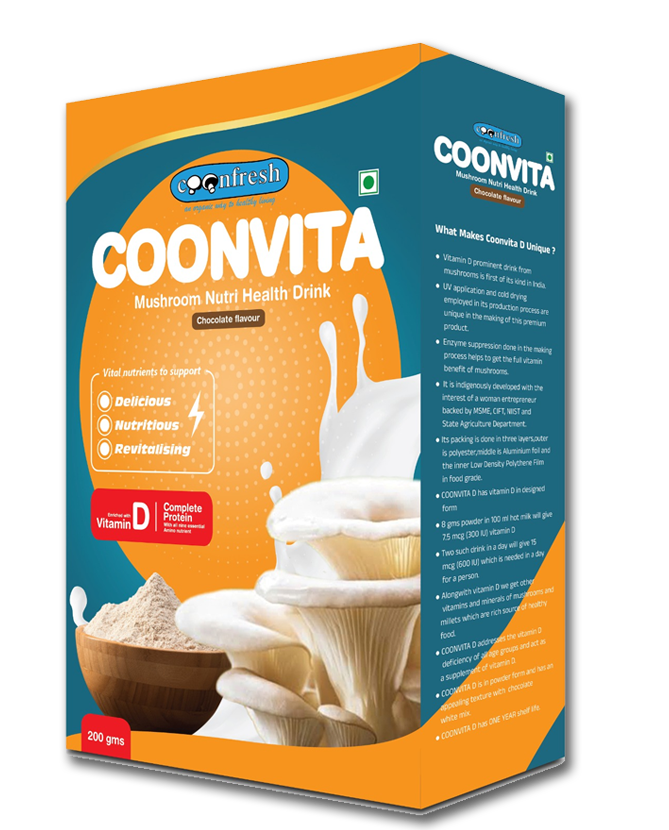 coonfresh
an organic way to healthy living
COONVITA
Mushroom Nutri Health Drink
Chocolate flavour
Vital nutrients to support
Delicious
Nutritious
Revitalising
Enriched with
Vitamin D
Complete
Protein
With all nine essential
Amino nutrient
200 gms
coonfresh
COONVITA
Mushroom Nutri Health Drink
Chocolate flavour
What Makes Coonvita D Unique ?
• Vitamin D prominent drink from
mushrooms is first of its kind in India.
• UV application and cold drying
employed in its production process are
unique in the making of this premium
product.
• Enzyme suppression done in the making
process helps to get the full vitamin
benefit of mushrooms.
• It is indigenously developed with the
interest of a woman entrepreneur
backed by MSME, CIFT, NIIST and
State Agriculture Department.
• Its packing is done in three layers,outer
is polyester,middle is Aluminium foil and
the inner Low Density Polythene Film
in food grade.
• COONVITA D has vitamin D in designed
form
• 8 gms powder in 100 ml hot milk will give
7.5 mcg (300 IU) vitamin D
• Two such drink in a day will give 15
mcg (600 IU) which is needed in a day
for a person.
• Alongwith vitamin D we get other
vitamins and minerals of mushrooms and
millets which are rich source of healthy
food.
• COONVITA D addresses the vitamin D
deficiency of all age groups and act as
a supplement of vitamin D.
• COONVITA D is in powder form and has an
appealing texture with chocolate
white mix.
• COONVITA D has ONE YEAR shelf life.